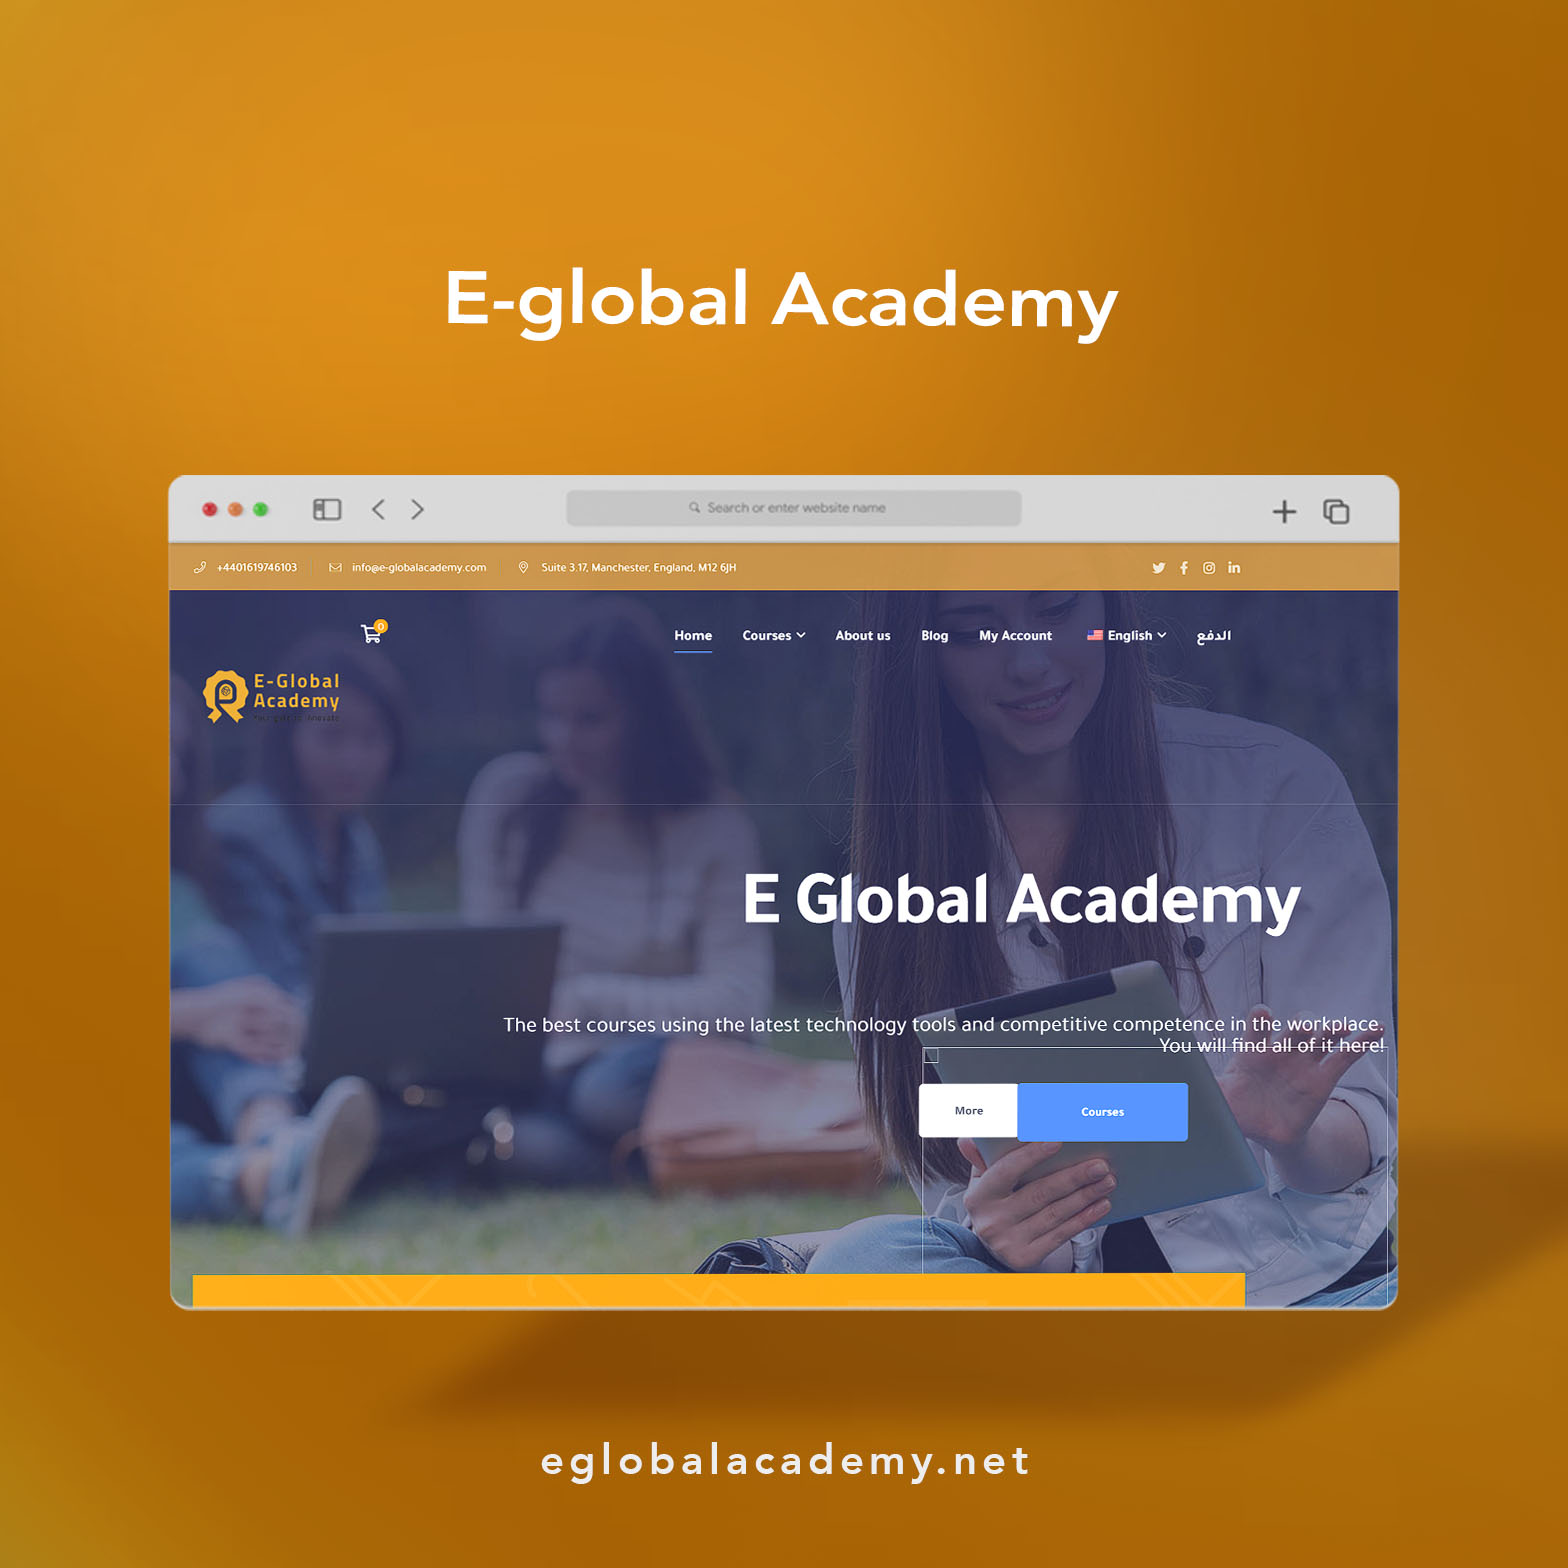 E-global Academy
Search or enter website name
+4401619746103 info@e-globalacademy.com Suite 3.17, Manchester, England, M12 6JH
0
Home Courses About us Blog My Account English الدفع
E-Global
Academy
E Global Academy
The best courses using the latest technology tools and competitive competence in the workplace.
You will find all of it here!
More Courses
eglobalacademy.net